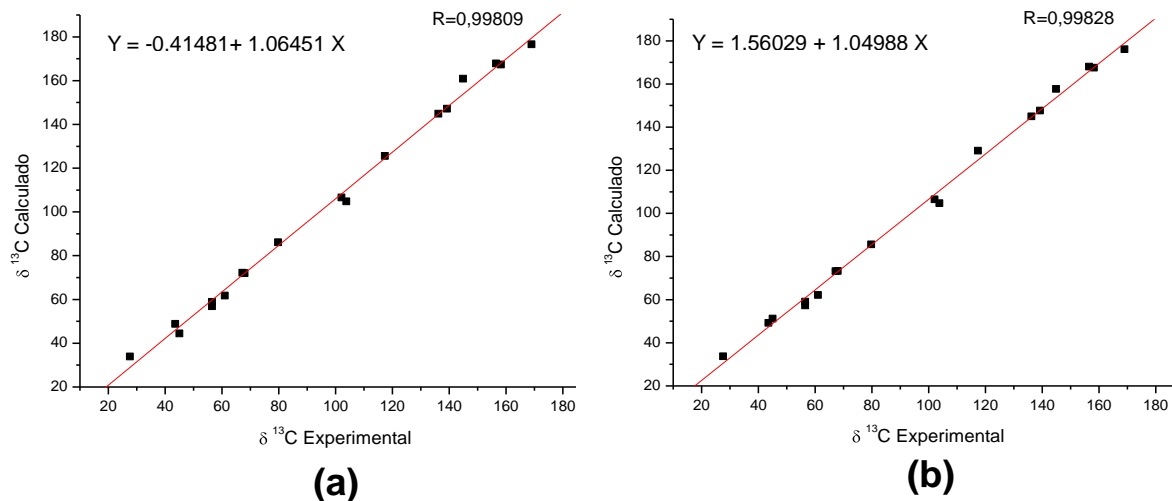 R=0,99809
Y = -0.41481+ 1.06451 X
180
160
140
120
100
80
60
40
20
δ ¹³C Calculado
20 40 60 80 100 120 140 160 180
δ ¹³C Experimental
(a)
R=0,99828
Y = 1.56029 + 1.04988 X
180
160
140
120
100
80
60
40
20
δ ¹³C Calculado
20 40 60 80 100 120 140 160 180
δ ¹³C Experimental
(b)